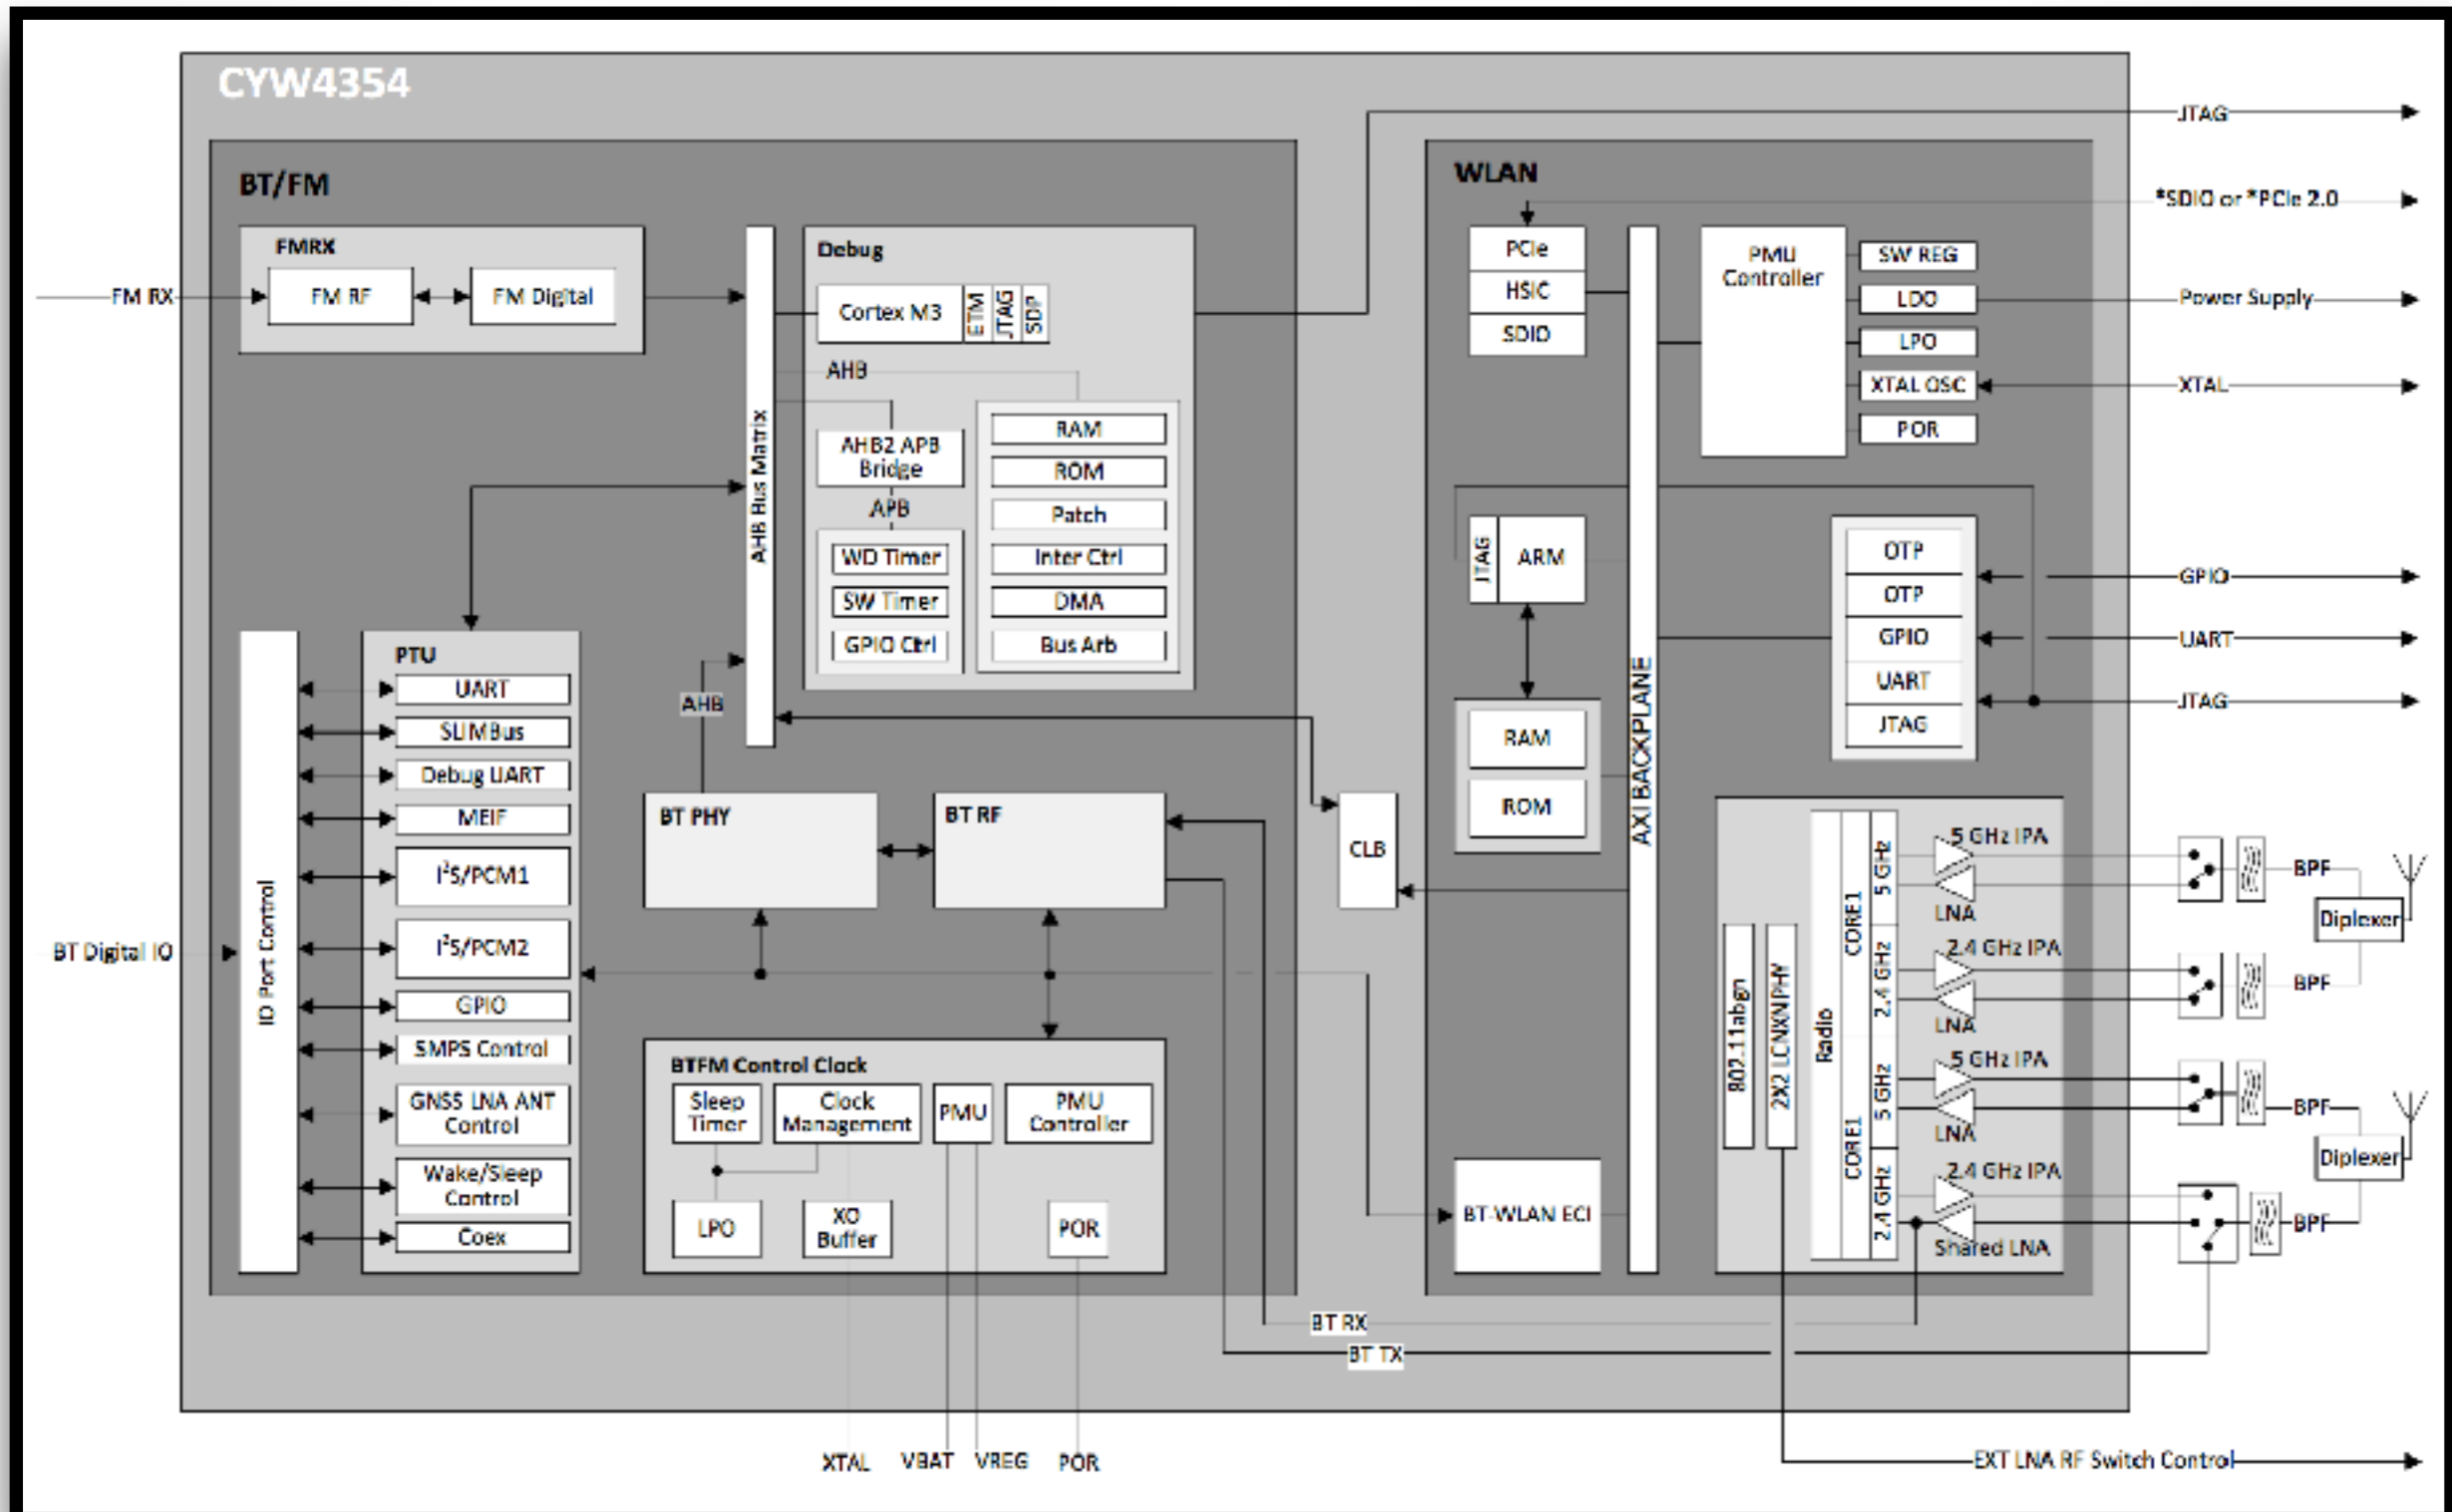 CYW4354
BT/FM
FMRX
FM RX
FM RF
FM Digital
AHB Bus Matrix
Debug
Cortex M3
ETM
JTAG
SDP
AHB
AHB2 APB
Bridge
APB
WD Timer
SW Timer
GPIO Ctrl
RAM
ROM
Patch
Inter Ctrl
DMA
Bus Arb
BT Digital IO
IO Port Control
PTU
UART
SLIMBus
Debug UART
MEIF
I²S/PCM1
I²S/PCM2
GPIO
SMPS Control
GNSS LNA ANT
Control
Wake/Sleep
Control
Coex
AHB
BT PHY
BT RF
BTFM Control Clock
Sleep
Timer
Clock
Management
PMU
PMU
Controller
LPO
XO
Buffer
POR
XTAL
VBAT
VREG
POR
CLB
BT RX
BT TX
WLAN
PCIe
HSIC
SDIO
JTAG
ARM
RAM
ROM
BT-WLAN ECI
AXI BACKPLANE
PMU
Controller
SW REG
LDO
LPO
XTAL OSC
POR
OTP
OTP
GPIO
UART
JTAG
802.11abgn
2X2 LCNXNPHY
Radio
CORE1
CORE1
5 GHz
2.4 GHz
5 GHz
2.4 GHz
5 GHz IPA
LNA
2.4 GHz IPA
LNA
5 GHz IPA
LNA
2.4 GHz IPA
Shared LNA
JTAG
*SDIO or *PCIe 2.0
Power Supply
XTAL
GPIO
UART
JTAG
BPF
Diplexer
BPF
BPF
Diplexer
BPF
EXT LNA RF Switch Control